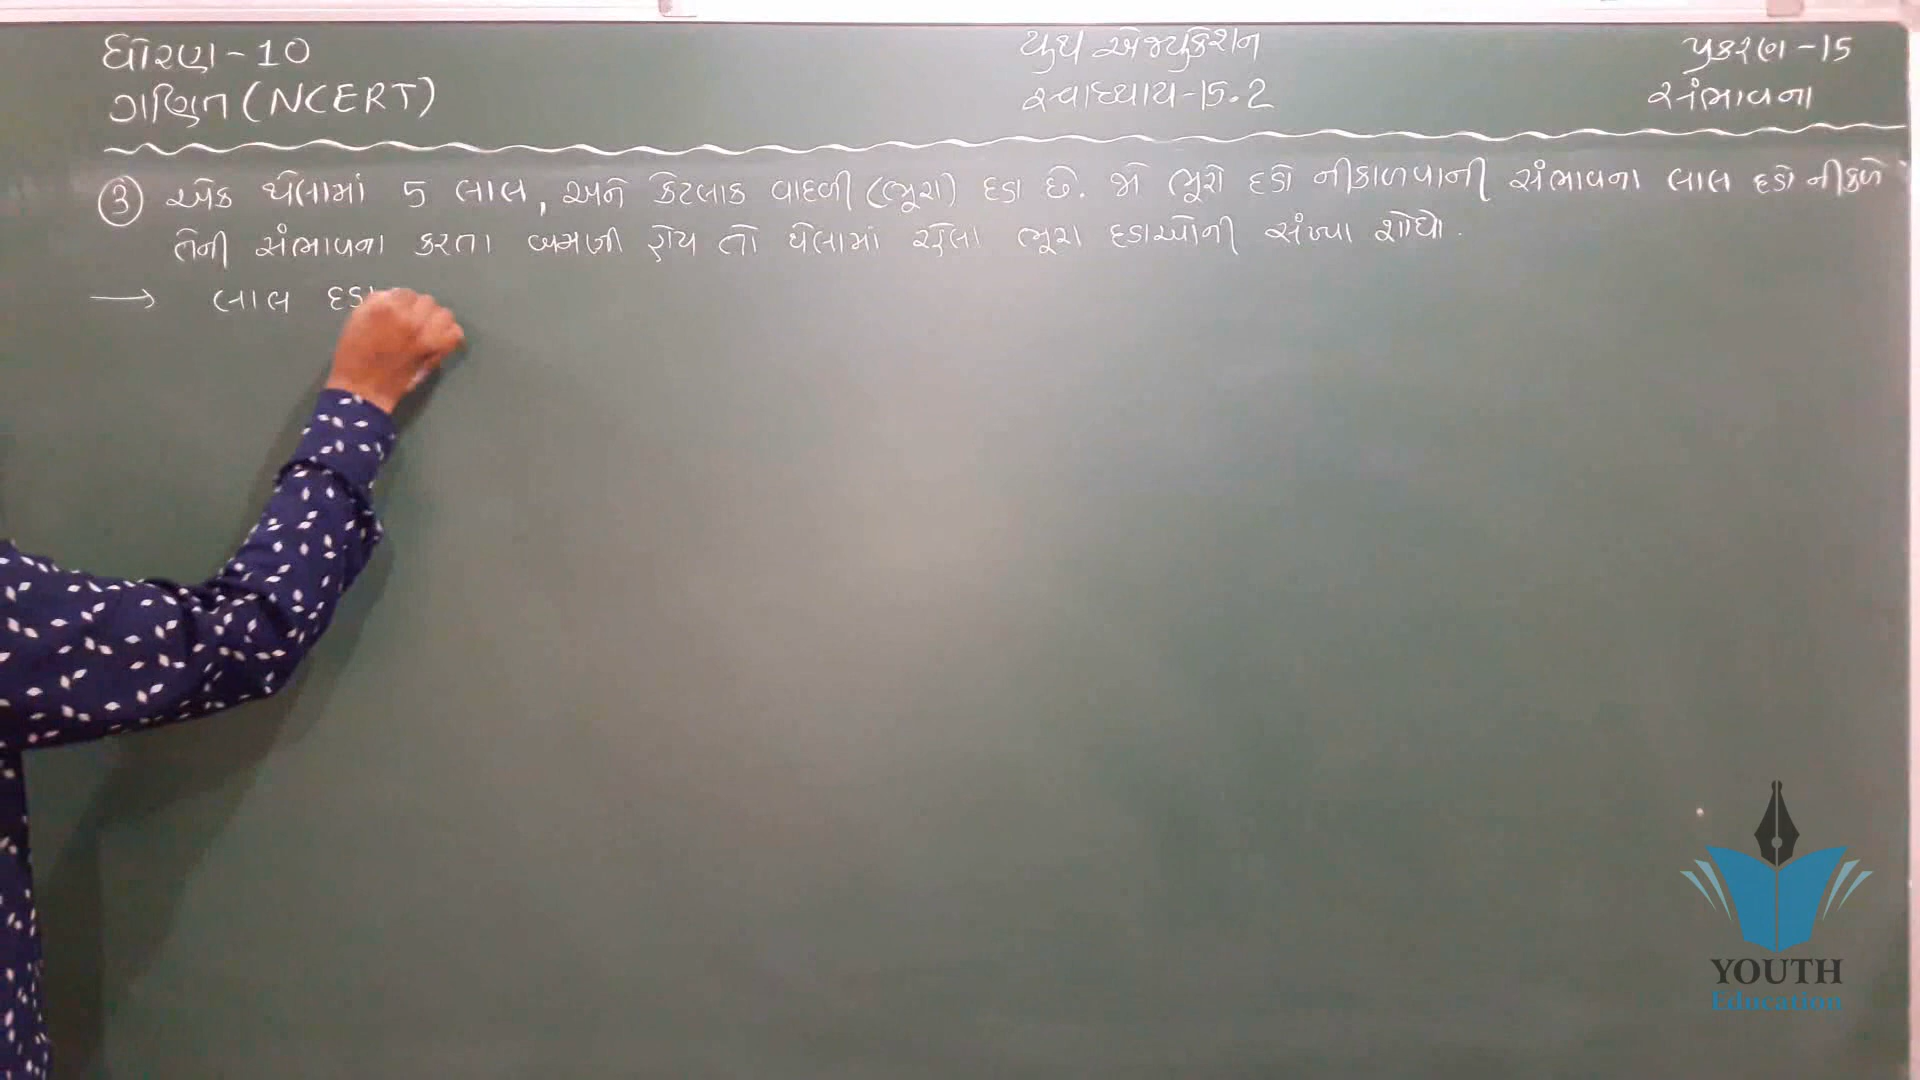 ધોરણ - 10
ગણિત (NCERT)
યુથ એજ્યુકેશન
સ્વાધ્યાય - 15.2
પ્રકરણ - 15
સંભાવના
③ એક થેલામાં 5 લાલ, અને કેટલાક વાદળી (ભૂરા) દડા છે. જો ભૂરો દડો નીકાળવાની સંભાવના લાલ દડો નીકળે
તેની સંભાવના કરતા બમણી હોય તો થેલામાં રહેલા ભૂરા દડાઓની સંખ્યા શોધો.
→ લાલ
YOUTH
Education